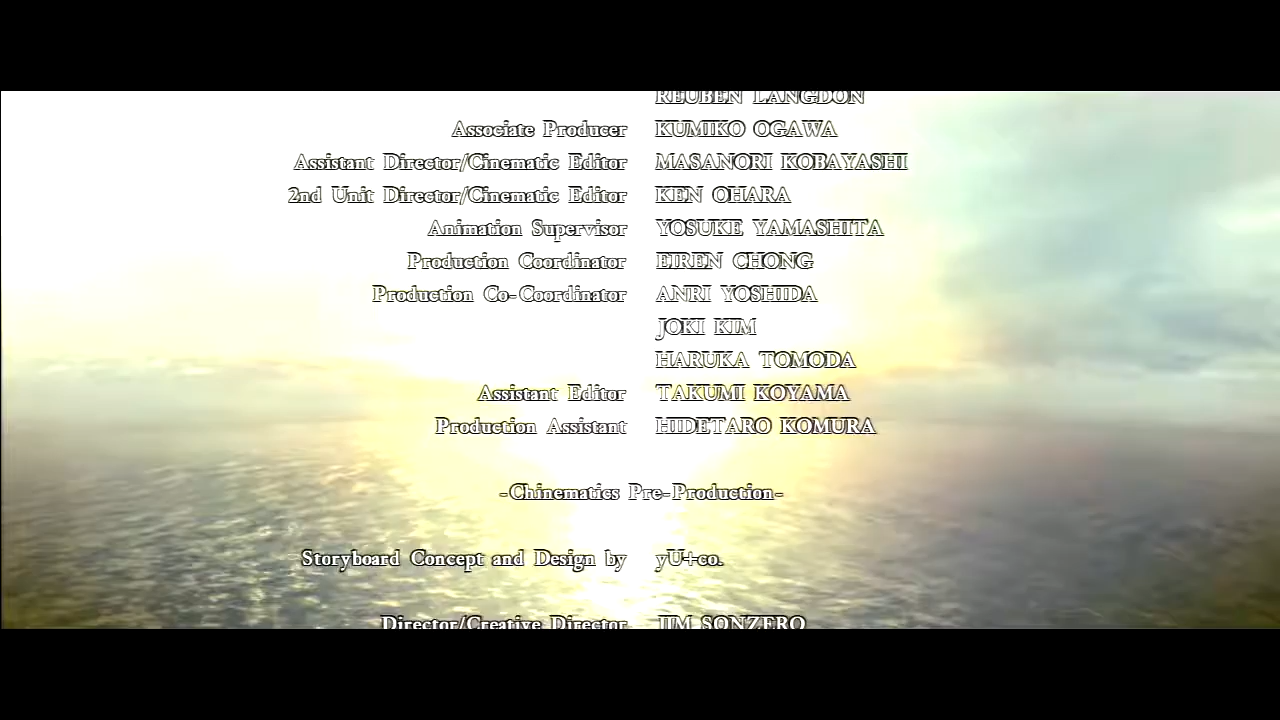 REUBEN LANGDON
Associate Producer KUMIKO OGAWA
Assistant Director/Cinematic Editor MASANORI KOBAYASHI
2nd Unit Director/Cinematic Editor KEN OHARA
Animation Supervisor YOSUKE YAMASHITA
Production Coordinator EIREN CHONG
Production Co-Coordinator ANRI YOSHIDA
JOKI KIM
HARUKA TOMODA
Assistant Editor TAKUMI KOYAMA
Production Assistant HIDETARO KOMURA
-Chinematics Pre-Production-
Storyboard Concept and Design by yU+co.
Director/Creative Director JIM SONZERO